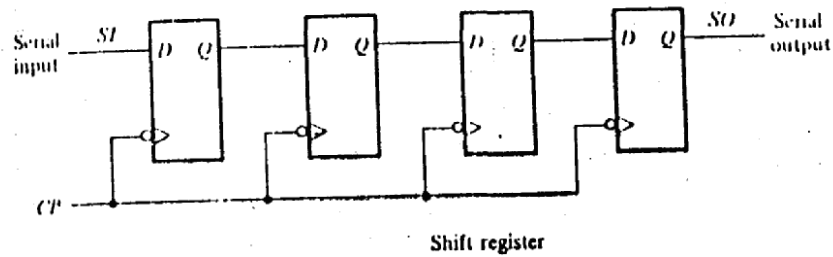 Serial input
SI
D Q
D Q
D Q
D Q
SO
Serial output
CP
Shift register